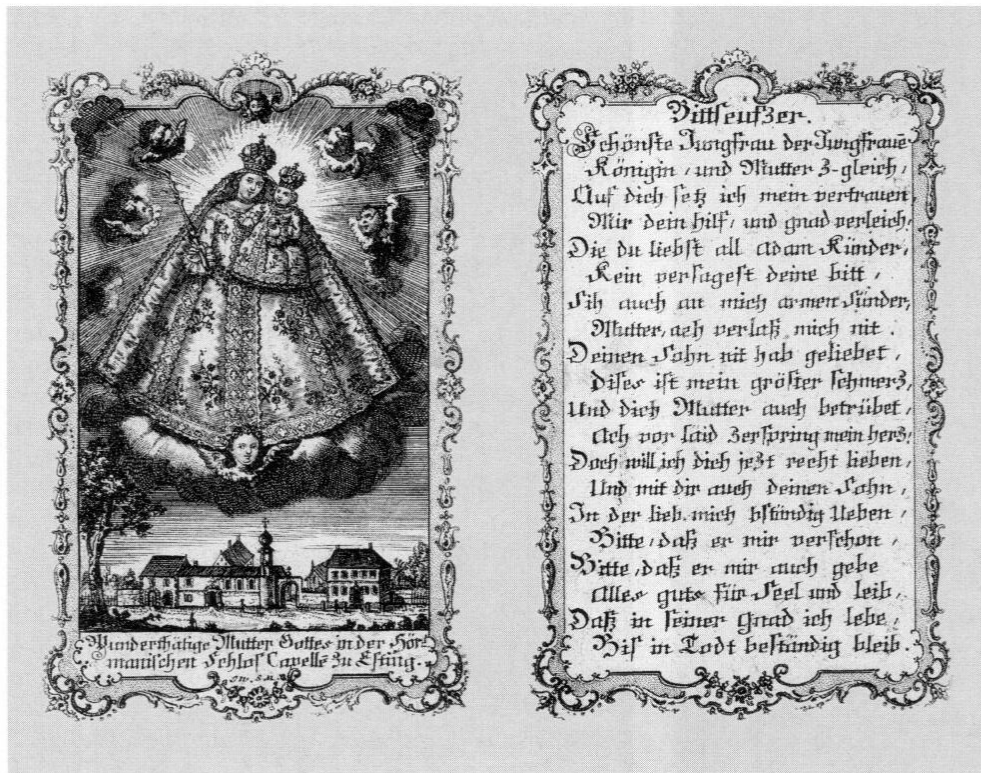 Wunderthätige Mutter Gottes in der Hör=
manischen Schlos Capelle zu Esting.
Bittseufzer.
Schönste Jungfrau der Jungfrauē
Königin, und Mutter z=gleich,
Auf dich setz ich mein vertrauen,
Mir dein hilf, und gnad verleich.
Die du liebst all Adam Künder,
Kein versagest deine bitt,
Sih auch an mich armen Sünder,
Mutter, ach verlaß mich nit.
Deinen Sohn nit hab geliebet,
Dises ist mein gröster schmerz,
Und dich Mutter auch betrübet,
Ach vor laid zerspring mein herz.
Doch will ich dich jezt recht lieben,
Und mit dir auch deinen Sohn,
In der lieb mich bständig Ueben,
Bitte, daß er mir verschon,
Bitte, daß er mir auch gebe
Alles guts für Seel und leib,
Daß in seiner Gnad ich lebe,
Bis in Todt beständig bleib.